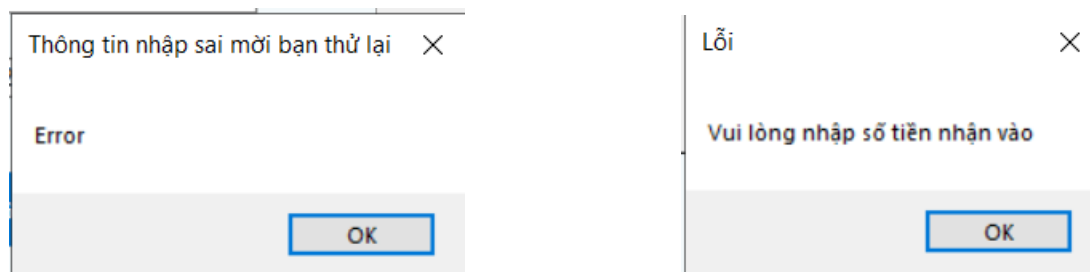 Thông tin nhập sai mời bạn thử lại
Error
OK
Lỗi
Vui lòng nhập số tiền nhận vào
OK